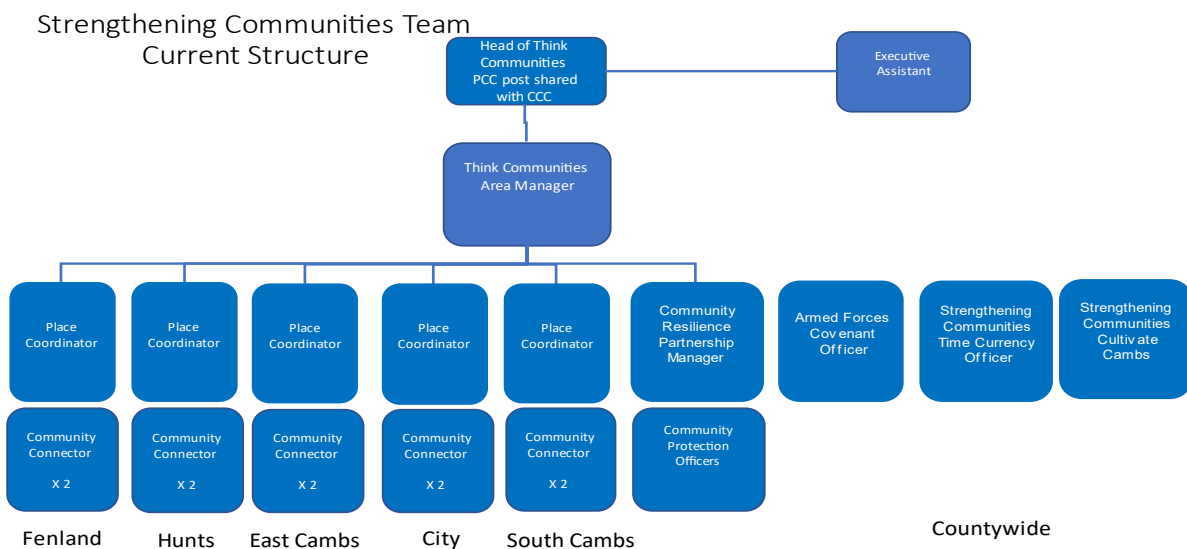 Strengthening Communities Team
Current Structure
Head of Think
Communities
PCC post shared
with CCC
Executive
Assistant
Think Communities
Area Manager
Place
Coordinator
Place
Coordinator
Place
Coordinator
Place
Coordinator
Place
Coordinator
Community
Resilience
Partnership
Manager
Armed Forces
Covenant
Officer
Strengthening
Communities
Time Currency
Officer
Strengthening
Communities
Cultivate
Cambs
Community
Connector
X 2
Community
Connector
X 2
Community
Connector
X 2
Community
Connector
X 2
Community
Connector
X 2
Community
Protection
Officers
Fenland
Hunts
East Cambs
City
South Cambs
Countywide